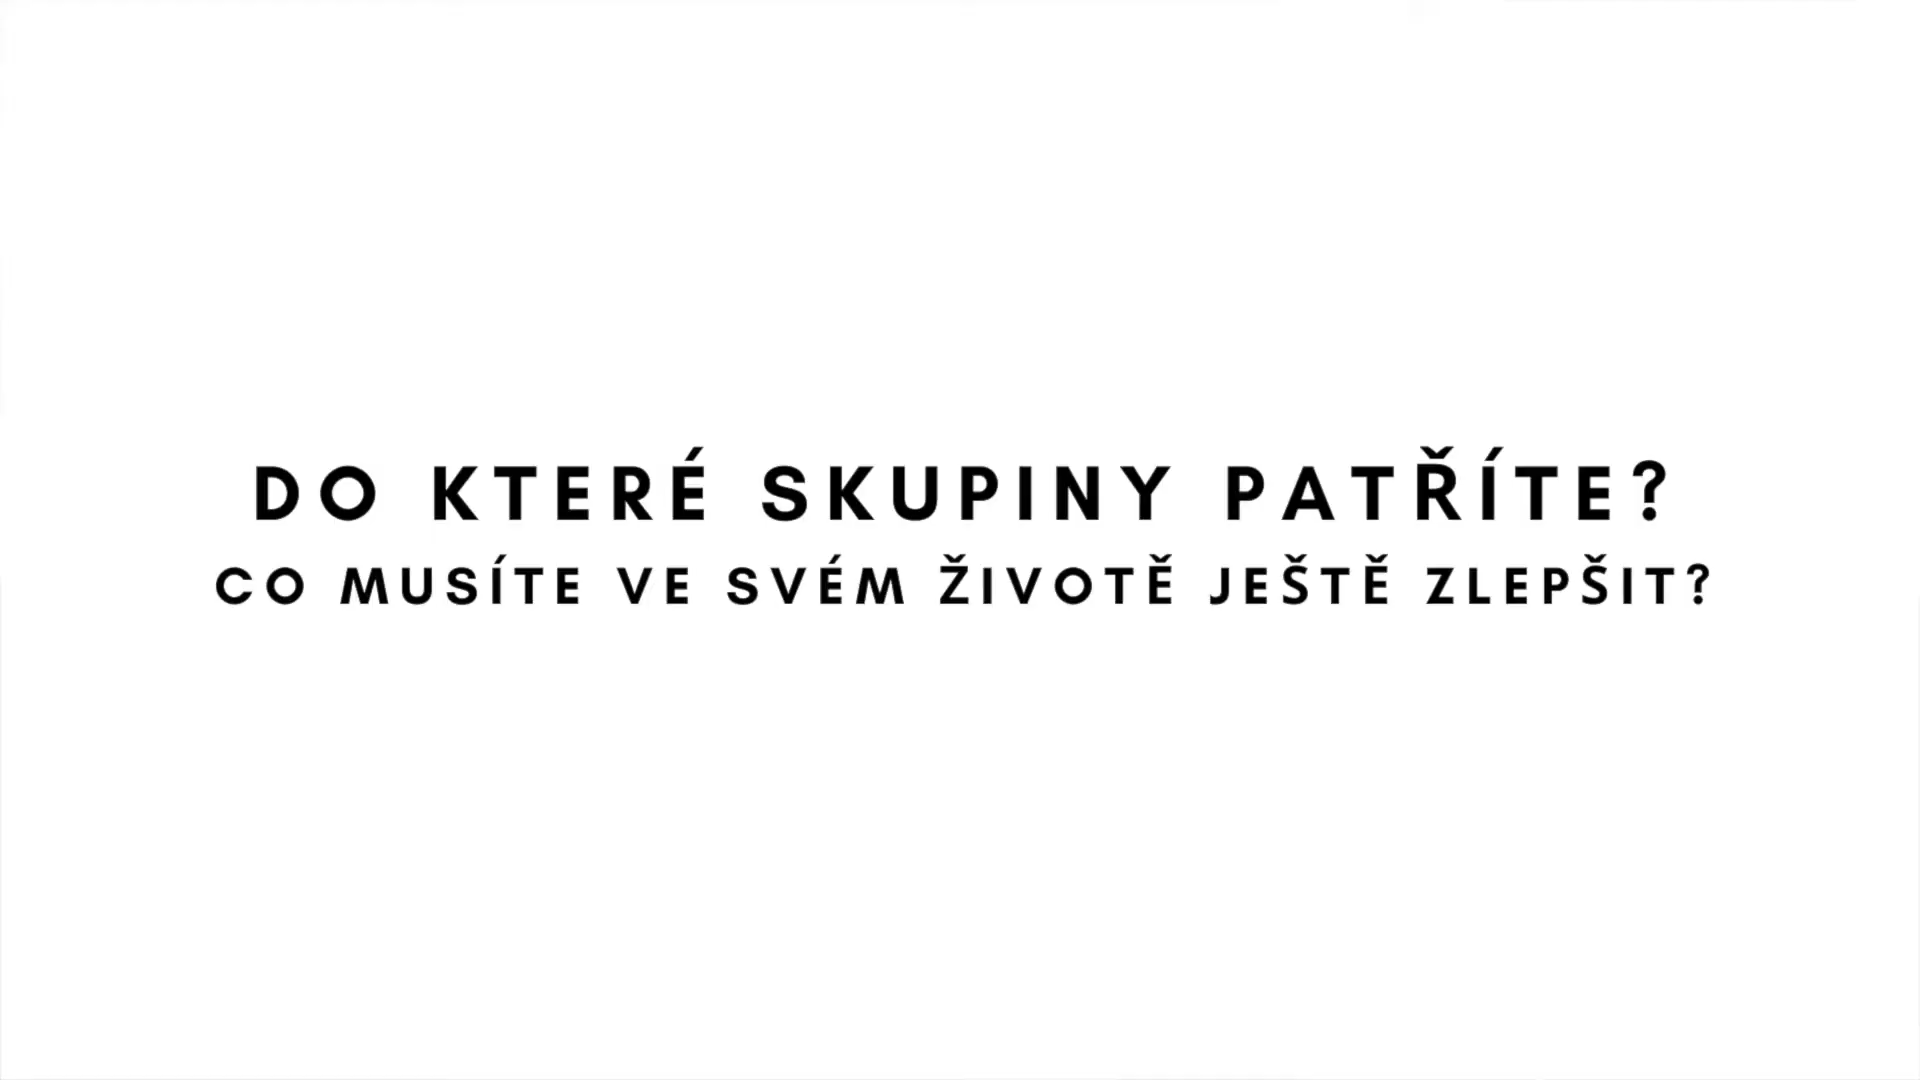 DO KTERÉ SKUPINY PATŘÍTE?
CO MUSÍTE VE SVÉM ŽIVOTĚ JEŠTĚ ZLEPŠIT?